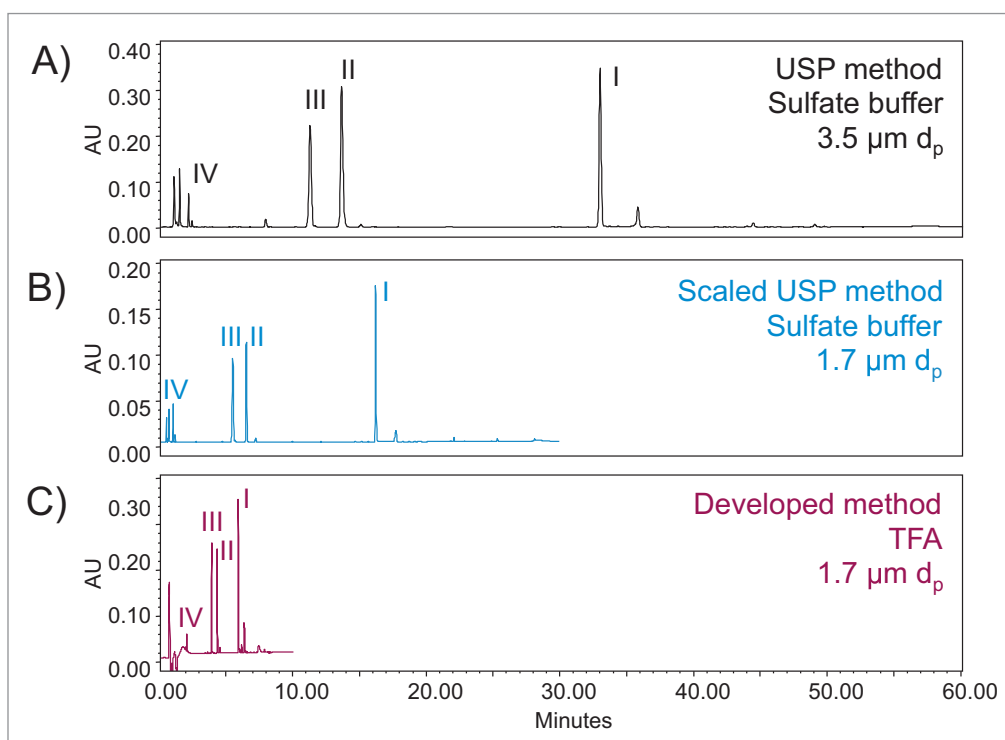 A)
USP method
Sulfate buffer
3.5 µm dp
AU
0.40
0.30
0.20
0.10
0.00
IV
III
II
I
B)
Scaled USP method
Sulfate buffer
1.7 µm dp
AU
0.20
0.15
0.10
0.05
0.00
IV
III
II
I
C)
Developed method
TFA
1.7 µm dp
AU
0.30
0.20
0.10
0.00
IV
III
II
I
0.00 10.00 20.00 30.00 40.00 50.00 60.00
Minutes